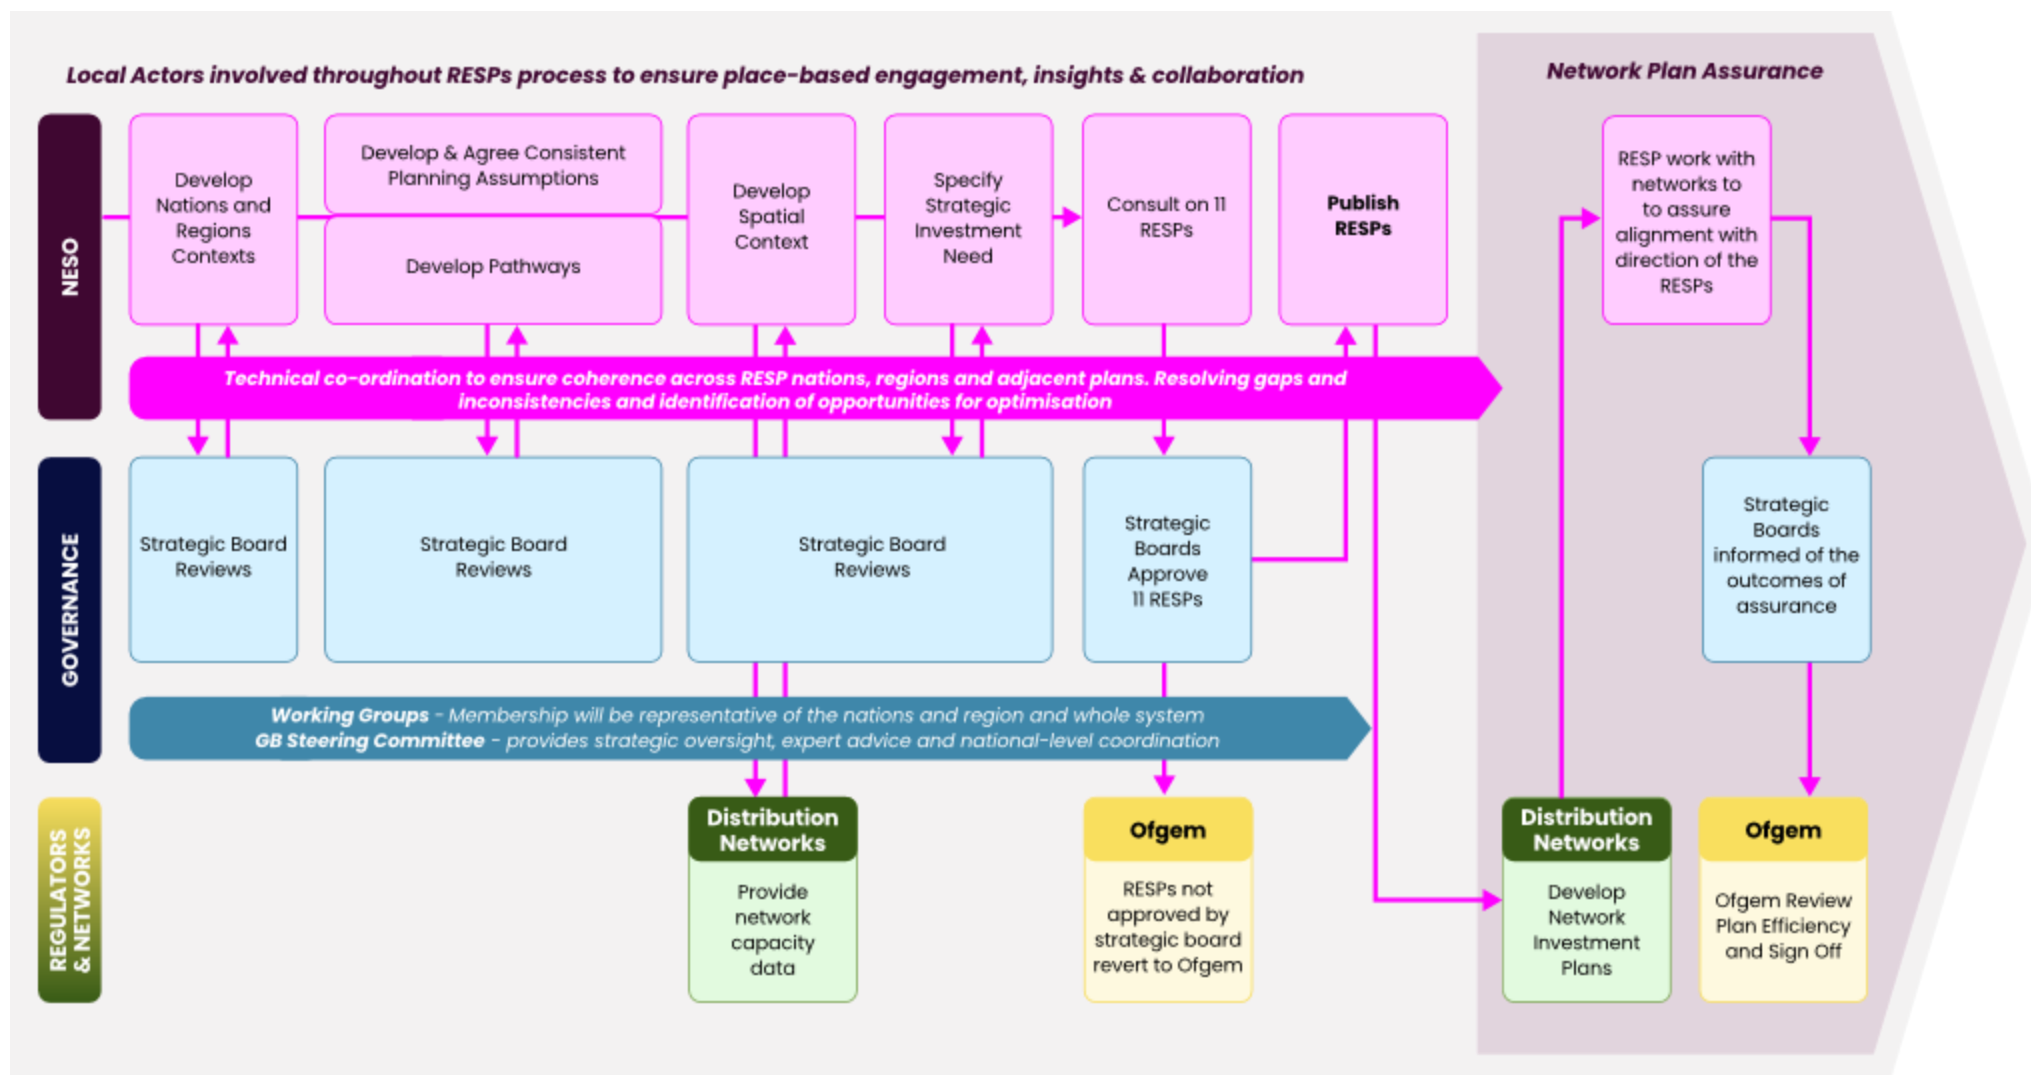 Local Actors involved throughout RESPs process to ensure place-based engagement, insights & collaboration
Network Plan Assurance
NESO
Develop
Nations and
Regions
Contexts
Develop & Agree Consistent
Planning Assumptions
Develop Pathways
Develop
Spatial
Context
Specify
Strategic
Investment
Need
Consult on 11
RESPs
Publish
RESPs
RESP work with
networks to
to assure
alignment with
direction of the
RESPs
Technical co-ordination to ensure coherence across RESP nations, regions and adjacent plans. Resolving gaps and
inconsistencies and identification of opportunities for optimisation
GOVERNANCE
Strategic Board
Reviews
Strategic Board
Reviews
Strategic Board
Reviews
Strategic
Boards
Approve
11 RESPs
Strategic
Boards
informed of the
outcomes of
assurance
Working Groups - Membership will be representative of the nations and region and whole system
GB Steering Committee - provides strategic oversight, expert advice and national-level coordination
REGULATORS
& NETWORKS
Distribution
Networks
Provide
network
capacity
data
Ofgem
RESPs not
approved by
strategic board
revert to Ofgem
Distribution
Networks
Develop
Network
Investment
Plans
Ofgem
Ofgem Review
Plan Efficiency
and Sign Off